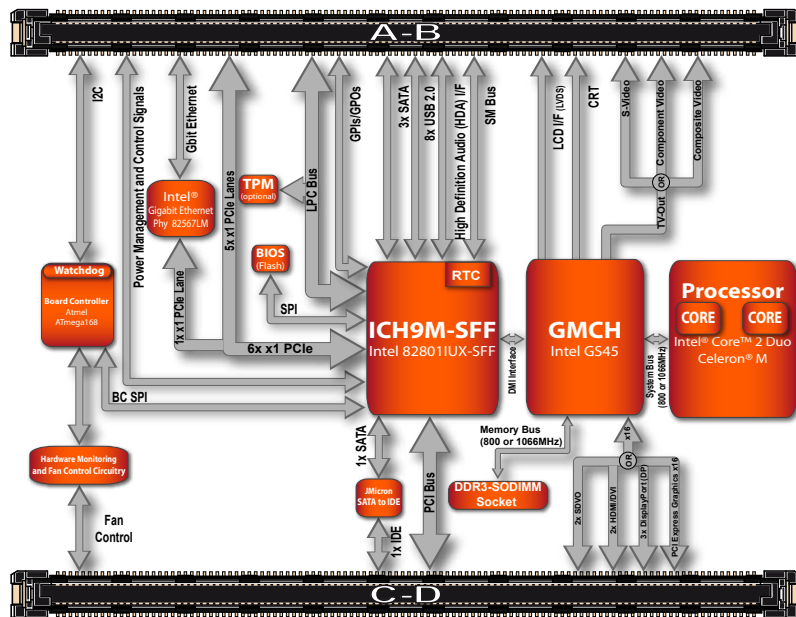 A-B
I2C
Power Management and Control Signals
Gbit Ethernet
5x x1 PCIe Lanes
LPC Bus
GPIs/GPOs
3x SATA
8x USB 2.0
High Definition Audio (HDA) I/F
SM Bus
LCD I/F (LVDS)
CRT
S-Video
Component Video
Composite Video
OR
TV-Out
Intel®
Gigabit Ethernet
Phy 82567LM
TPM
(optional)
BIOS
(Flash)
SPI
1x x1 PCIe Lane
6x x1 PCIe
Watchdog
Board Controller
Atmel
ATmega168
BC SPI
RTC
ICH9M-SFF
Intel 82801IUX-SFF
DMI Interface
GMCH
Intel GS45
System Bus
(800 or 1066MHz)
Processor
CORE
CORE
Intel® Core™ 2 Duo
Celeron® M
Hardware Monitoring
and Fan Control Circuitry
Fan
Control
1x SATA
JMicron
SATA to IDE
1x IDE
PCI Bus
Memory Bus
(800 or 1066MHz)
DDR3-SODIMM
Socket
x16
OR
2x SDVO
2x HDMI/DVI
3x DisplayPort (DP)
PCI Express Graphics x16
C-D